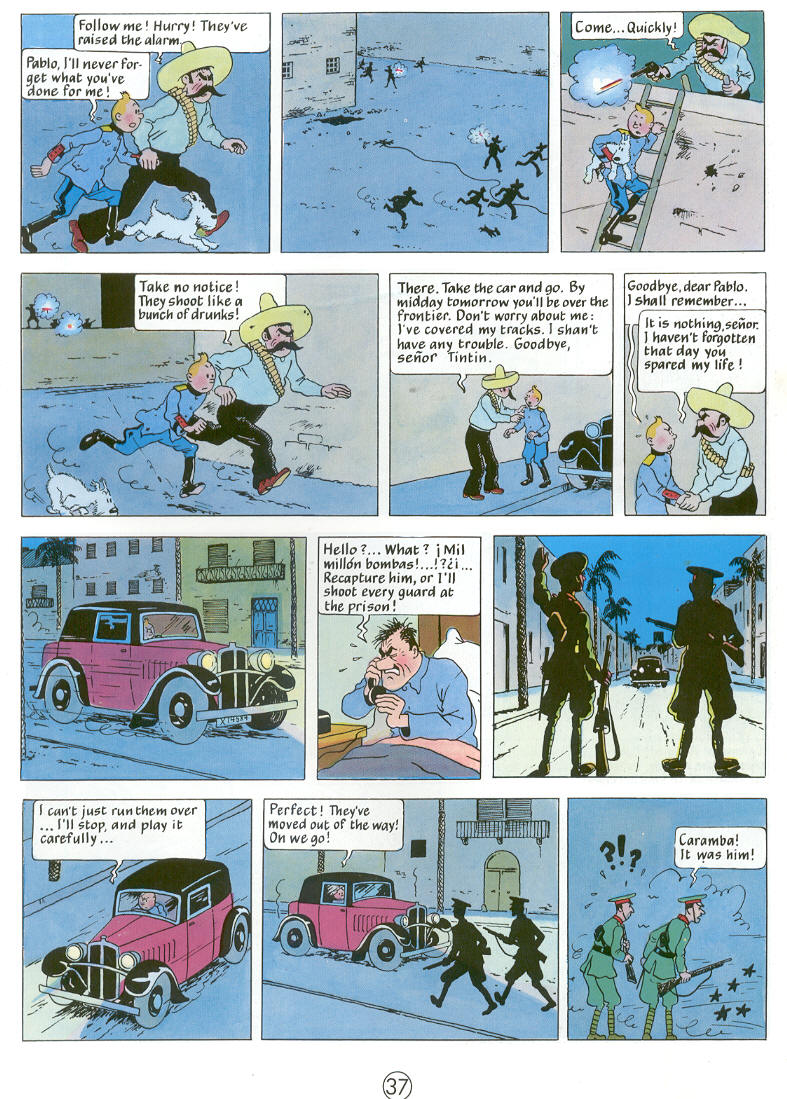 Follow me! Hurry! They've
raised the alarm.
Pablo, I'll never for-
get what you've
done for me!
Come... Quickly!
Take no notice!
They shoot like a
bunch of drunks!
There. Take the car and go. By
midday tomorrow you'll be over the
frontier. Don't worry about me:
I've covered my tracks. I shan't
have any trouble. Goodbye,
señor Tintin.
Goodbye, dear Pablo.
I shall remember...
It is nothing, señor.
I haven't forgotten
that day you
spared my life!
Hello?... What? ¡Mil
millón bombas!...!?¿¡...
Recapture him, or I'll
shoot every guard at
the prison!
I can't just run them over
...I'll stop, and play it
carefully...
Perfect! They've
moved out of the way!
On we go!
?!?
Caramba!
It was him!
37